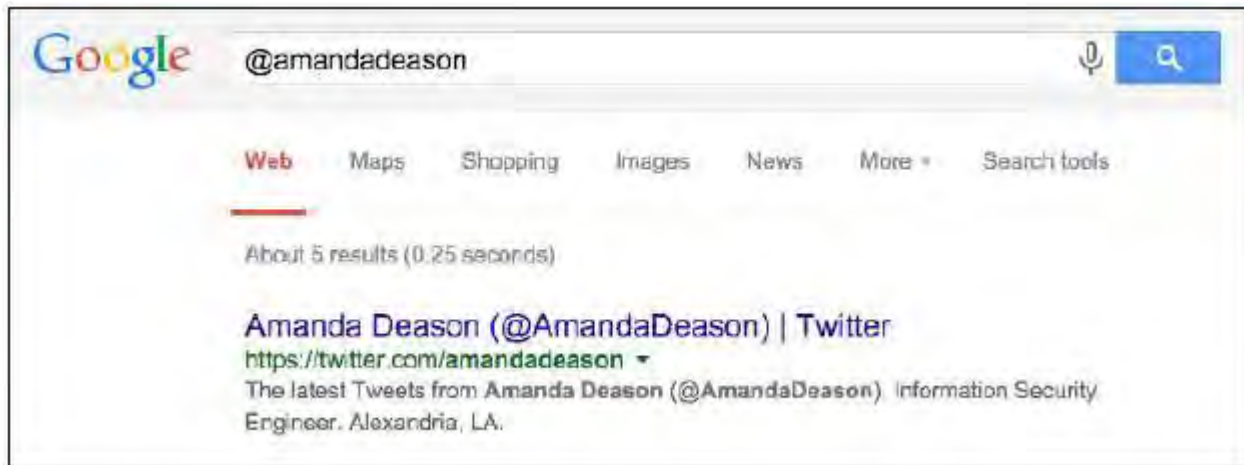 Google @amandadeason
Web Maps Shopping Images News More Search tools
About 5 results (0.25 seconds)
Amanda Deason (@AmandaDeason) | Twitter
https://twitter.com/amandadeason
The latest Tweets from Amanda Deason (@AmandaDeason). Information Security
Engineer. Alexandria, LA.